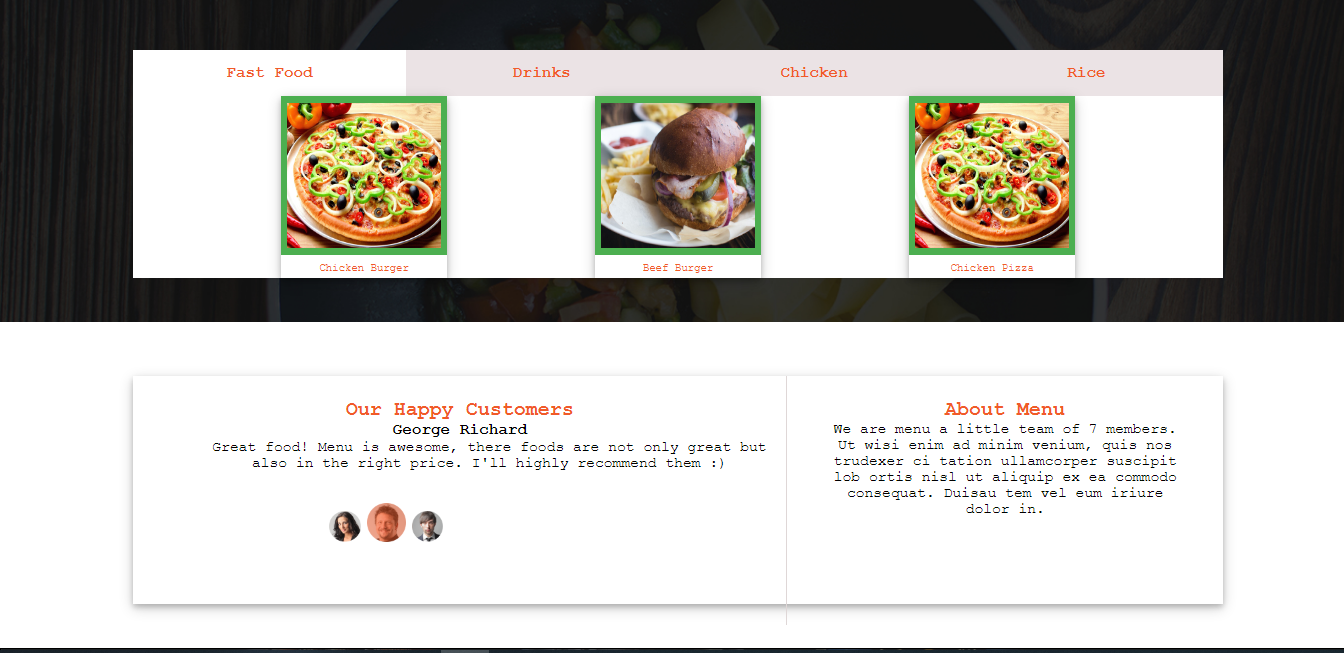 Fast Food
Drinks
Chicken
Rice
Chicken Burger
Beef Burger
Chicken Pizza
Our Happy Customers
George Richard
Great food! Menu is awesome, there foods are not only great but
also in the right price. I'll highly recommend them :)
About Menu
We are menu a little team of 7 members.
Ut wisi enim ad minim venium, quis nos
trudexer ci tation ullamcorper suscipit
lob ortis nisl ut aliquip ex ea commodo
consequat. Duisau tem vel eum iriure
dolor in.